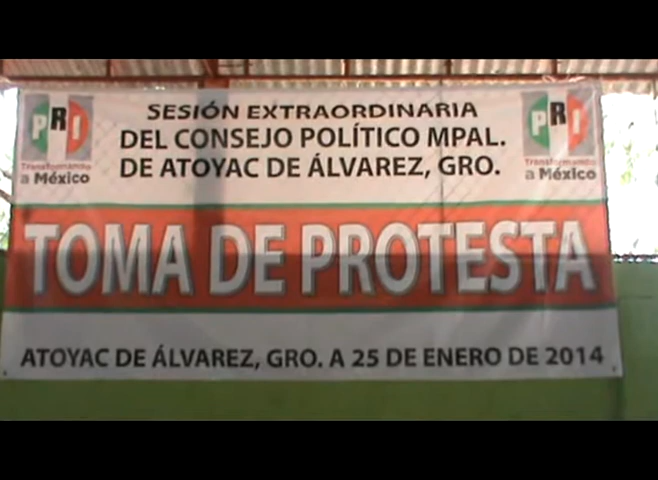 PRI
Transformando
a México
SESIÓN EXTRAORDINARIA
DEL CONSEJO POLÍTICO MPAL.
DE ATOYAC DE ÁLVAREZ, GRO.
PRI
Transformando
a México
TOMA DE PROTESTA
ATOYAC DE ÁLVAREZ, GRO. A 25 DE ENERO DE 2014